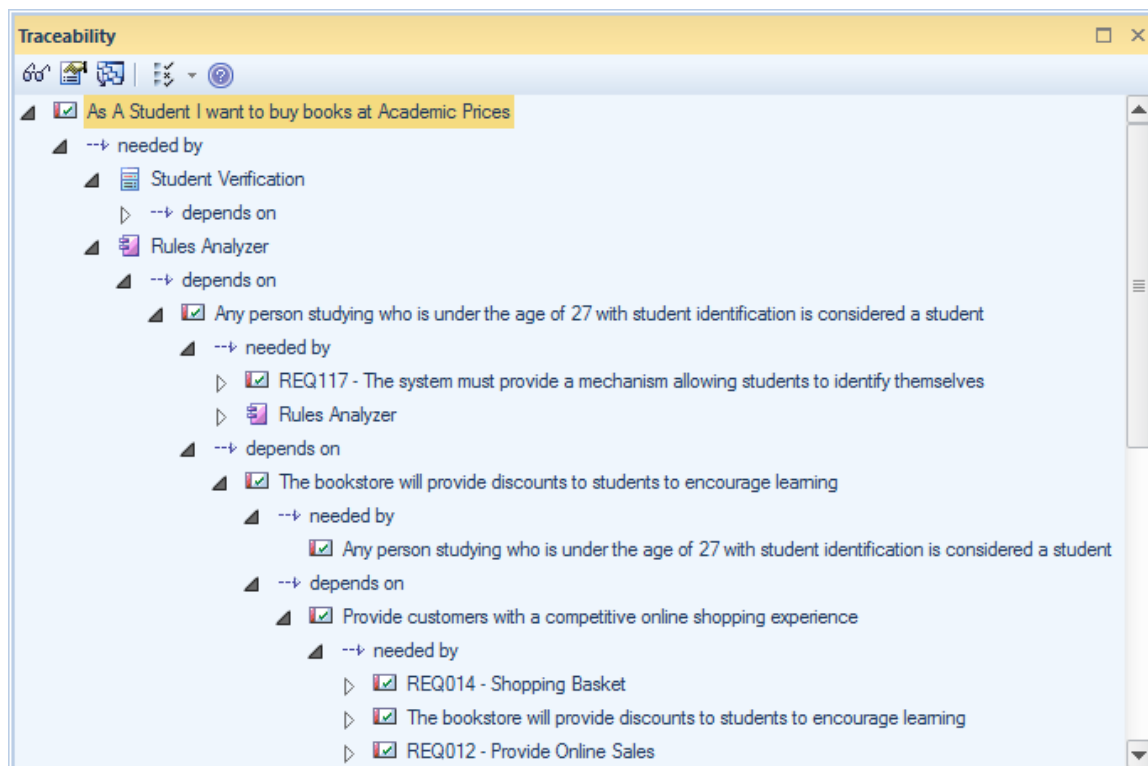 Traceability
As A Student I want to buy books at Academic Prices
needed by
Student Verification
depends on
Rules Analyzer
depends on
Any person studying who is under the age of 27 with student identification is considered a student
needed by
REQ117 - The system must provide a mechanism allowing students to identify themselves
Rules Analyzer
depends on
The bookstore will provide discounts to students to encourage learning
needed by
Any person studying who is under the age of 27 with student identification is considered a student
depends on
Provide customers with a competitive online shopping experience
needed by
REQ014 - Shopping Basket
The bookstore will provide discounts to students to encourage learning
REQ012 - Provide Online Sales